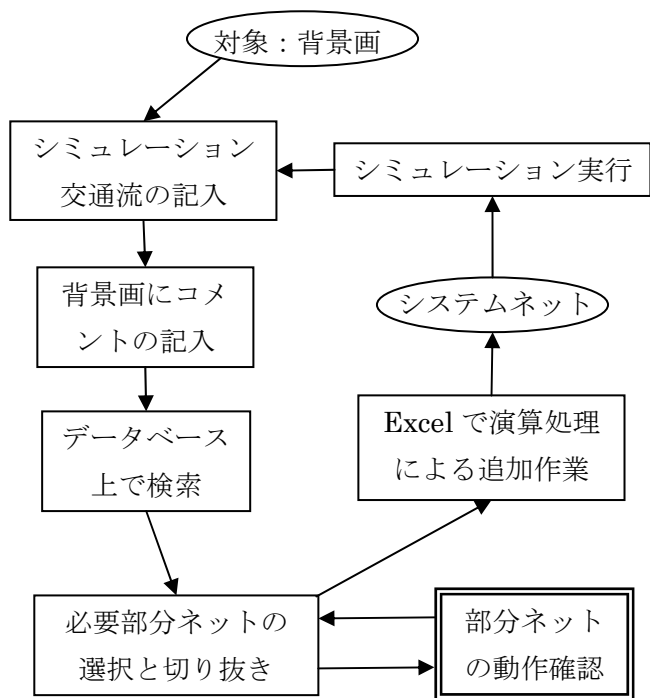 対象：背景画
シミュレーション
交通流の記入
シミュレーション実行
背景画にコメ
ントの記入
システムネット
データベース
上で検索
Excel で演算処理
による追加作業
必要部分ネットの
選択と切り抜き
部分ネット
の動作確認